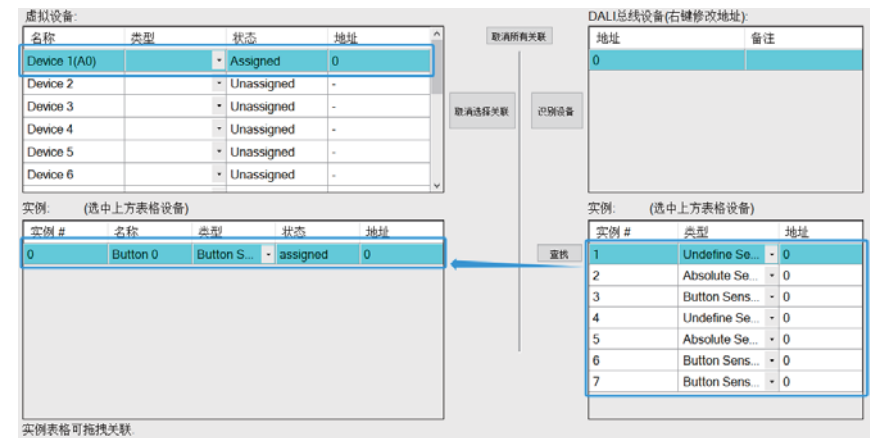 虚拟设备:
名称 类型 状态 地址
Device 1(A0) Assigned 0
Device 2 Unassigned -
Device 3 Unassigned -
Device 4 Unassigned -
Device 5 Unassigned -
Device 6 Unassigned -
取消所有关联
取消选择关联 识别设备
DALI总线设备(右键修改地址):
地址 备注
0
实例: (选中上方表格设备)
实例 # 名称 类型 状态 地址
0 Button 0 Button S... assigned 0
查找
实例: (选中上方表格设备)
实例 # 类型 地址
1 Undefine Se... 0
2 Absolute Se... 0
3 Button Sens... 0
4 Undefine Se... 0
5 Absolute Se... 0
6 Button Sens... 0
7 Button Sens... 0
实例表格可拖拽关联.